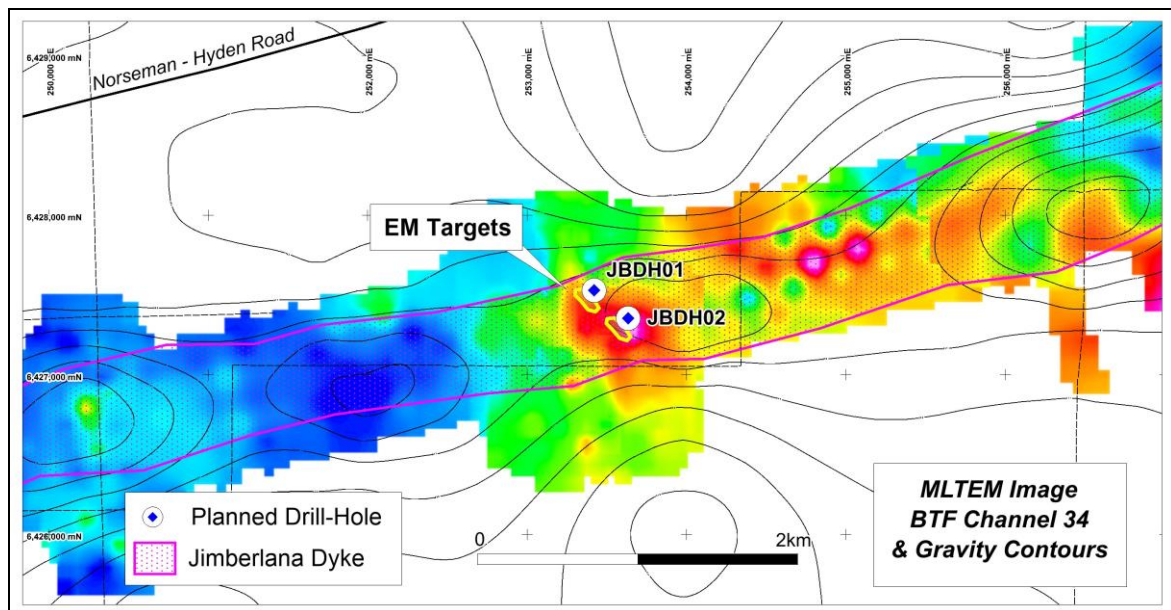 Norseman - Hyden Road
6,429,000 mN
250,000 mE
252,000 mE
253,000 mE
254,000 mE
255,000 mE
256,000 mE
6,428,000 mN
EM Targets
JBDH01
JBDH02
6,427,000 mN
6,426,000 mN
Planned Drill-Hole
Jimberlana Dyke
0
2km
MLTEM Image
BTF Channel 34
& Gravity Contours